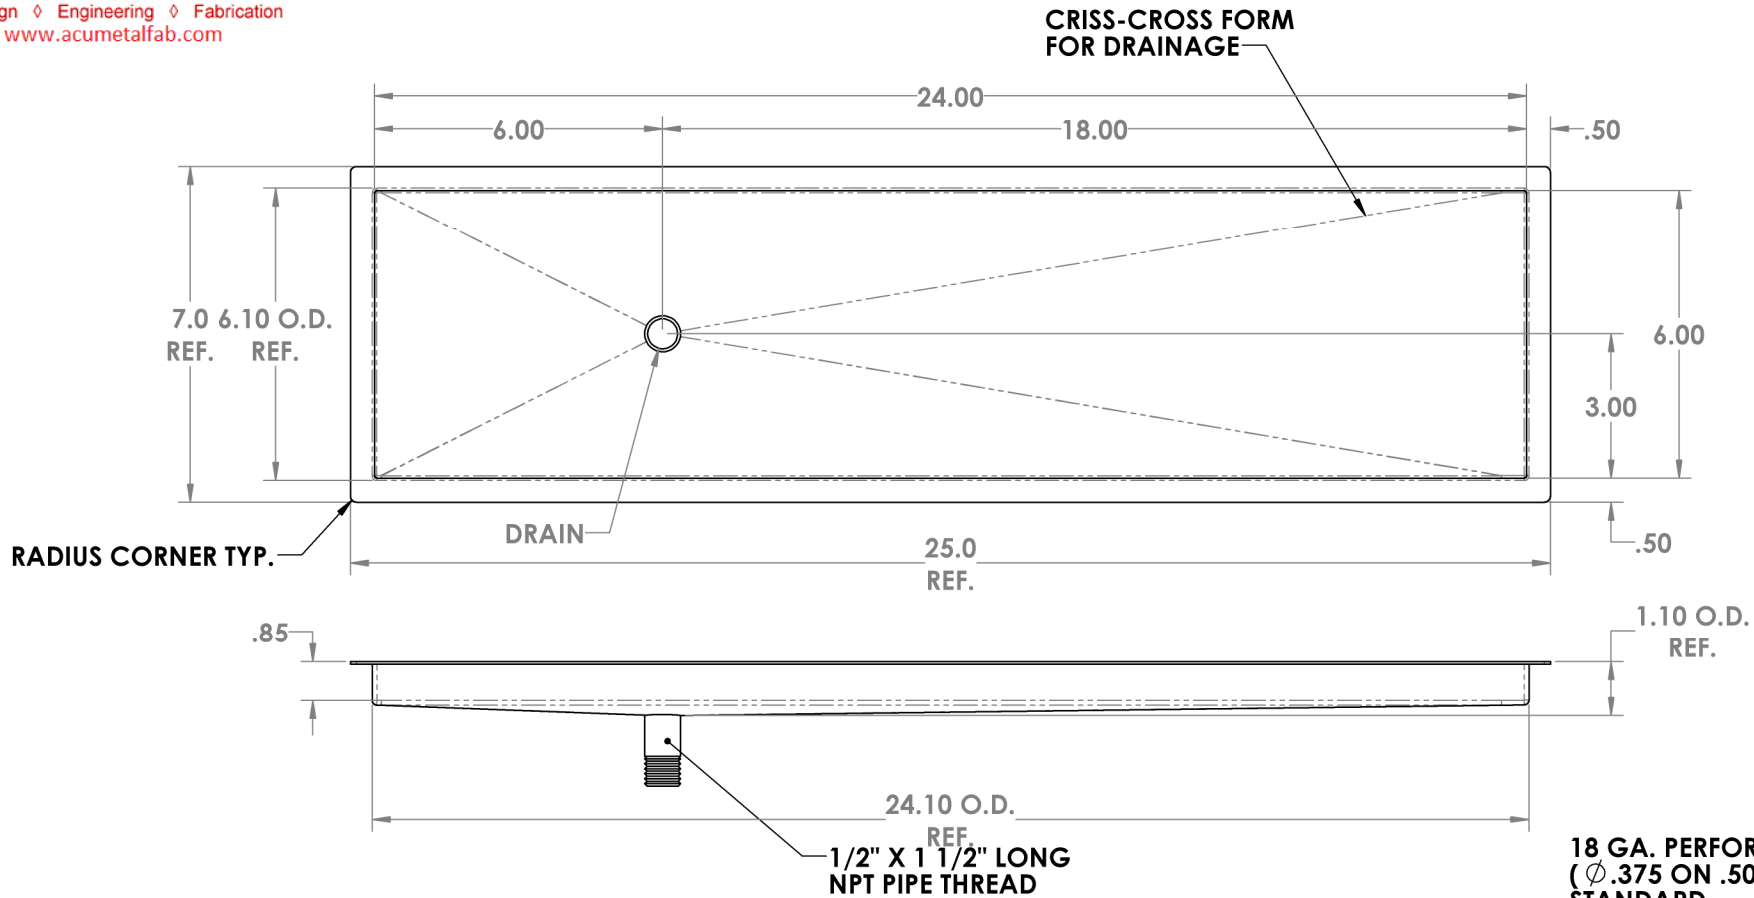 ◊ Engineering ◊ Fabrication
www.acumetalfab.com
CRISS-CROSS FORM
FOR DRAINAGE
24.00
6.00
18.00
.50
7.0
REF.
6.10 O.D.
REF.
6.00
3.00
DRAIN
.50
RADIUS CORNER TYP.
25.0
REF.
.85
1.10 O.D.
REF.
24.10 O.D.
REF.
1/2" X 1 1/2" LONG
NPT PIPE THREAD
18 GA.
( ∅.375 ON .50
STANDARD